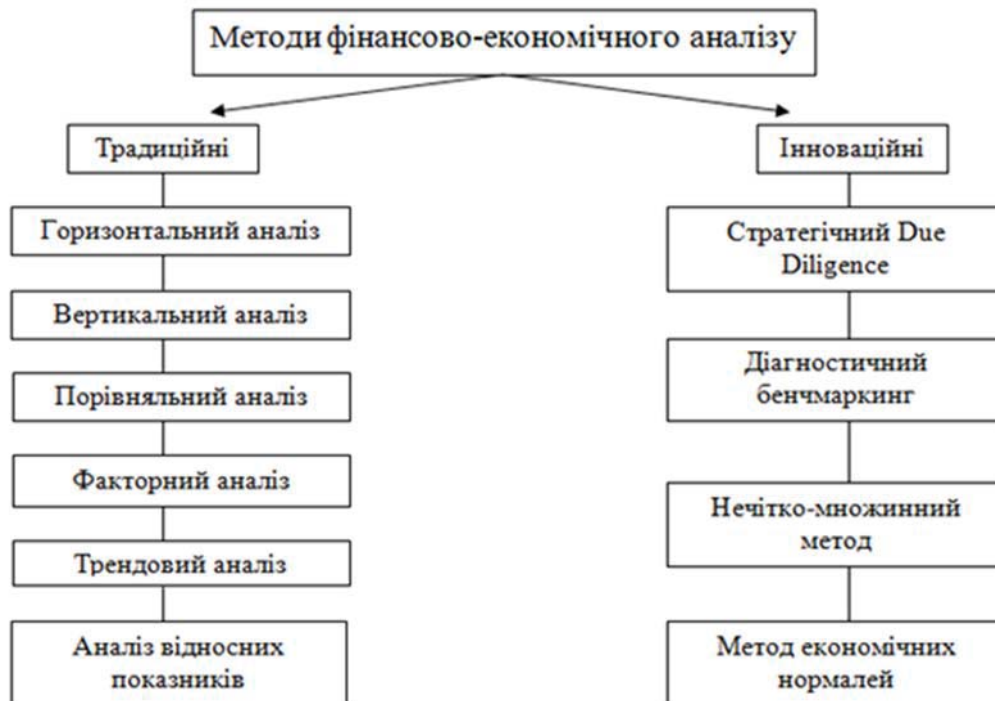 Методи фінансово-економічного аналізу
Традиційні
Горизонтальний аналіз
Вертикальний аналіз
Порівняльний аналіз
Факторний аналіз
Трендовий аналіз
Аналіз відносних
показників
Інноваційні
Стратегічний Due
Diligence
Діагностичний
бенчмаркинг
Нечітко-множинний
метод
Метод економічних
нормалей